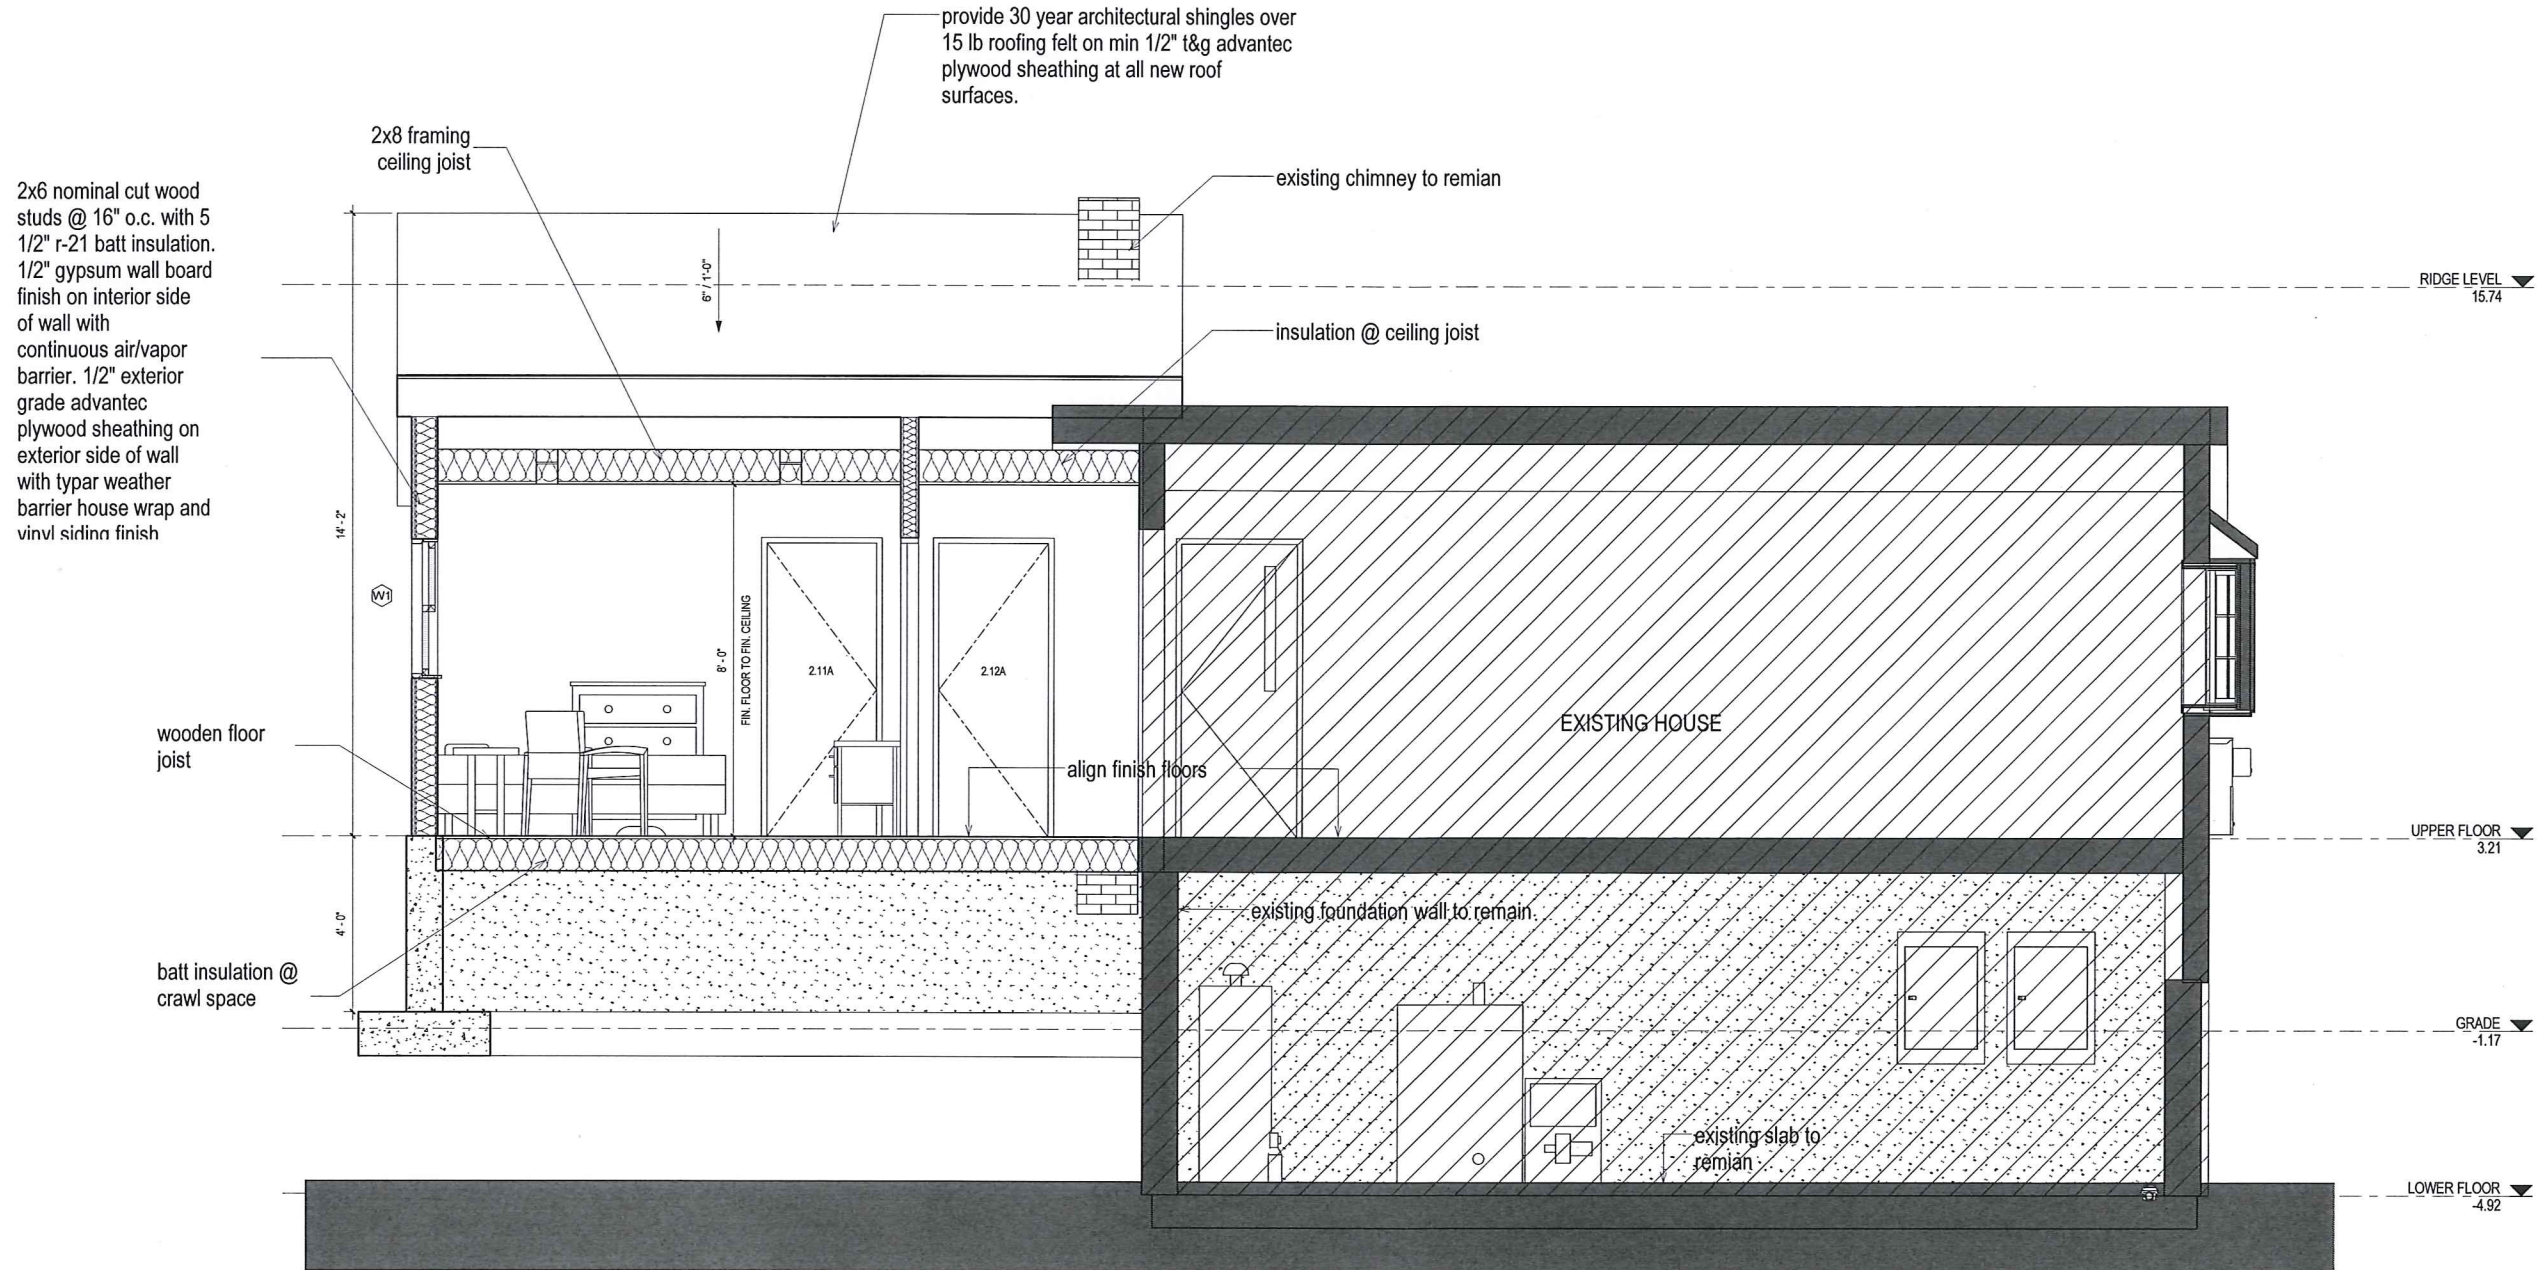 provide 30 year architectural shingles over
15 lb roofing felt on min 1/2" t&g advantec
plywood sheathing at all new roof
surfaces.
2x8 framing
ceiling joist
2x6 nominal cut wood
studs @ 16" o.c. with 5
1/2" r-21 batt insulation.
1/2" gypsum wall board
finish on interior side
of wall with
continuous air/vapor
barrier. 1/2" exterior
grade advantec
plywood sheathing on
exterior side of wall
with typar weather
barrier house wrap and
vinyl siding finish
existing chimney to remian
6" / 1'-0"
RIDGE LEVEL
15.74
insulation @ ceiling joist
14'-2"
W1
8'-0"
FIN. FLOOR TO FIN. CEILING
2.11A
2.12A
EXISTING HOUSE
wooden floor
joist
align finish floors
UPPER FLOOR
3.21
4'-0"
existing foundation wall to remain
batt insulation @
crawl space
GRADE
-1.17
existing slab to
remian
LOWER FLOOR
-4.92